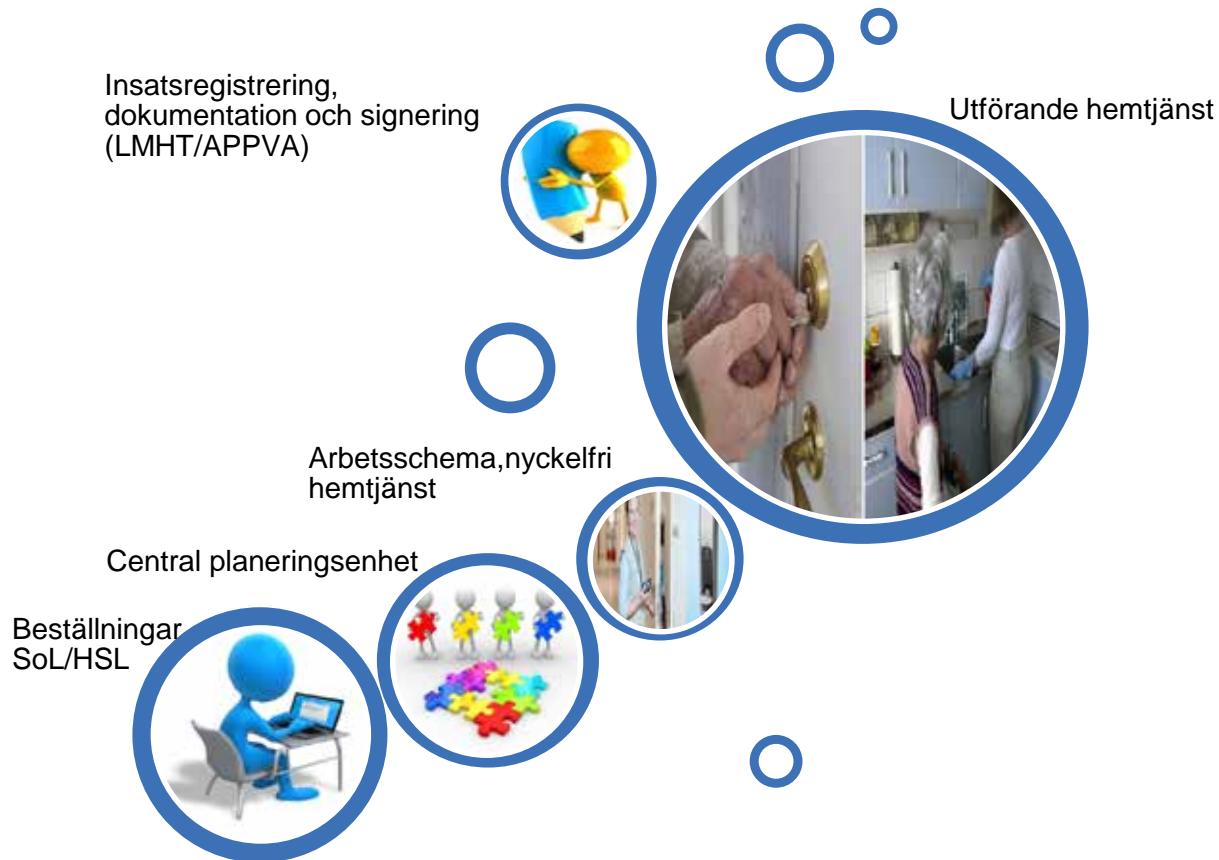 Insatsregistrering,
dokumentation och signering
(LMHT/APPVA)
Utförande hemtjänst
Arbetsschema,nyckelfri
hemtjänst
Central planeringsenhet
Beställningar
SoL/HSL